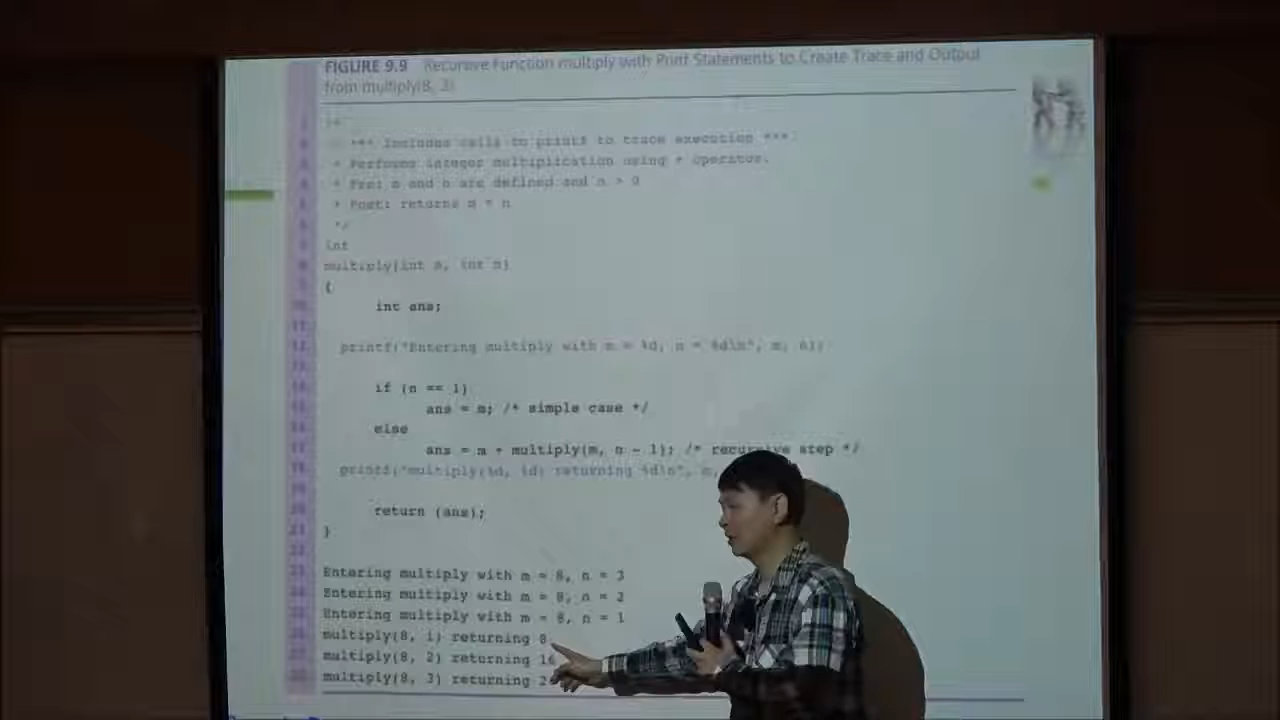 FIGURE 9.9 Recursive Function multiply with Print Statements to Create Trace and Output
from multiply(8, 3)
/*
* *** Includes calls to printf to trace execution ***
* Performs integer multiplication using + operator.
* Pre: m and n are defined and n > 0
* Post: returns m * n
*/
int
multiply(int m, int n)
{
int ans;
printf("Entering multiply with m = %d, n = %d\n", m, n);
if (n == 1)
ans = m; /* simple case */
else
ans = m + multiply(m, n - 1); /* recursive step */
printf("multiply(%d, %d) returning %d\n", m,
return (ans);
}
Entering multiply with m = 8, n = 3
Entering multiply with m = 8, n = 2
Entering multiply with m = 8, n = 1
multiply(8, 1) returning 8
multiply(8, 2) returning 16
multiply(8, 3) returning 2